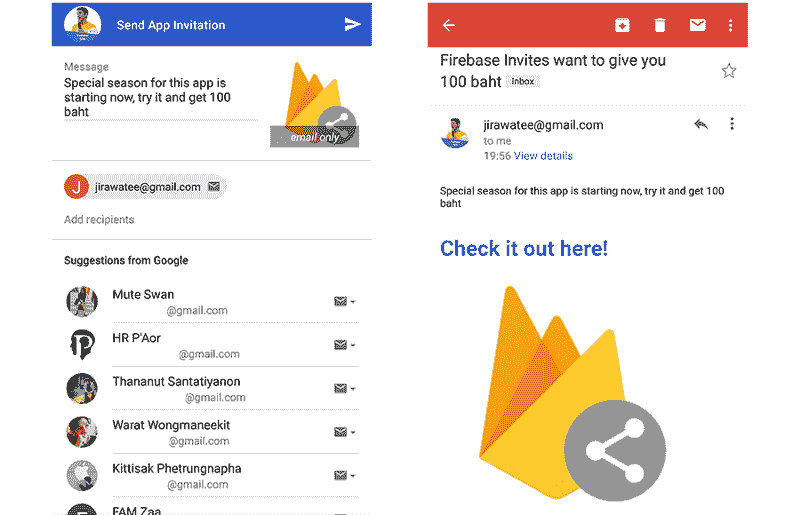 Send App Invitation
Message
Special season for this app is
starting now, try it and get 100
baht
email only
J
jirawatee@gmail.com
Add recipients
Suggestions from Google
Mute Swan
@gmail.com
HR P'Aor
@gmail.com
Thananut Santatiyanon
@gmail.com
Warat Wongmaneekit
@gmail.com
Kittisak Phetrungnapha
@gmail.com
FAM Zaa
Firebase Invites want to give you
100 baht Inbox
jirawatee@gmail.com
to me
19:56 View details
Special season for this app is starting now, try it and get 100
baht
Check it out here!